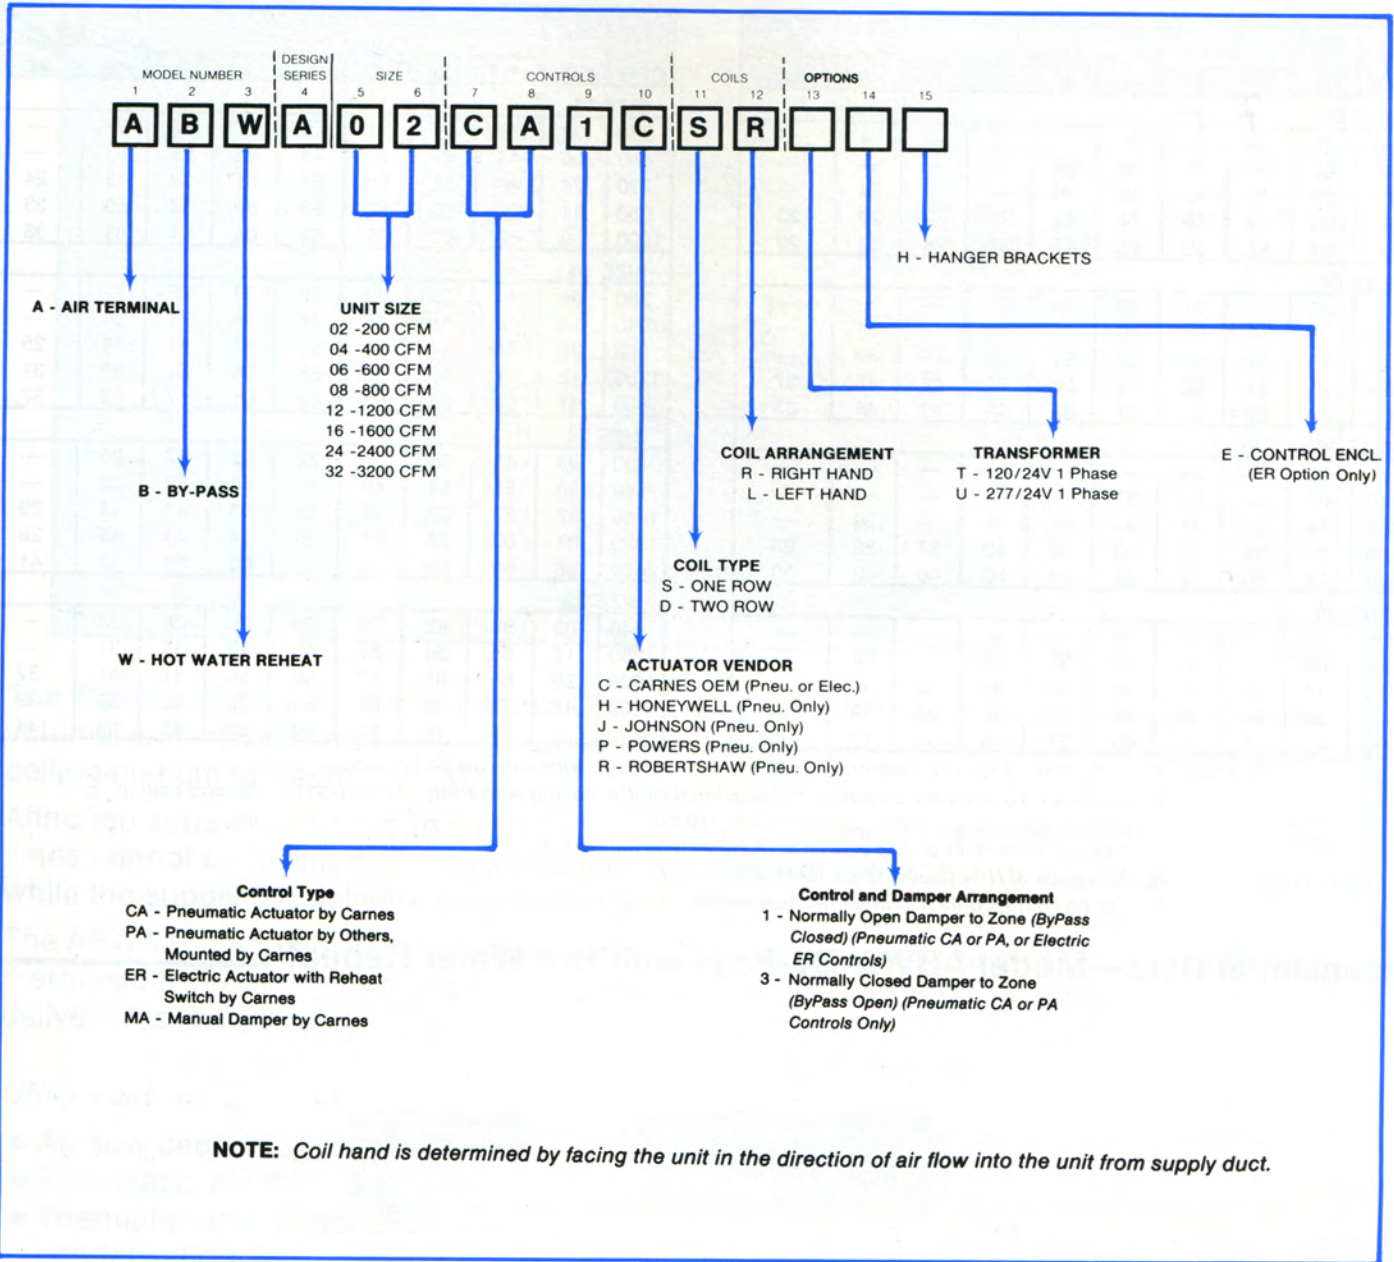 MODEL NUMBER
DESIGN
SERIES
SIZE
CONTROLS
COILS
OPTIONS
1 2 3 4 5 6 7 8 9 10 11 12 13 14 15
A B W A 0 2 C A 1 C S R
H - HANGER BRACKETS
A - AIR TERMINAL
UNIT SIZE
02 -200 CFM
04 -400 CFM
06 -600 CFM
08 -800 CFM
12 -1200 CFM
16 -1600 CFM
24 -2400 CFM
32 -3200 CFM
COIL ARRANGEMENT
R - RIGHT HAND
L - LEFT HAND
TRANSFORMER
T - 120/24V 1 Phase
U - 277/24V 1 Phase
E - CONTROL ENCL.
(ER Option Only)
B - BY-PASS
COIL TYPE
S - ONE ROW
D - TWO ROW
W - HOT WATER REHEAT
ACTUATOR VENDOR
C - CARNES OEM (Pneu. or Elec.)
H - HONEYWELL (Pneu. Only)
J - JOHNSON (Pneu. Only)
P - POWERS (Pneu. Only)
R - ROBERTSHAW (Pneu. Only)
Control Type
CA - Pneumatic Actuator by Carnes
PA - Pneumatic Actuator by Others,
Mounted by Carnes
ER - Electric Actuator with Reheat
Switch by Carnes
MA - Manual Damper by Carnes
Control and Damper Arrangement
1 - Normally Open Damper to Zone (ByPass
Closed) (Pneumatic CA or PA, or Electric
ER Controls)
3 - Normally Closed Damper to Zone
(ByPass Open) (Pneumatic CA or PA
Controls Only)
NOTE: Coil hand is determined by facing the unit in the direction of air flow into the unit from supply duct.